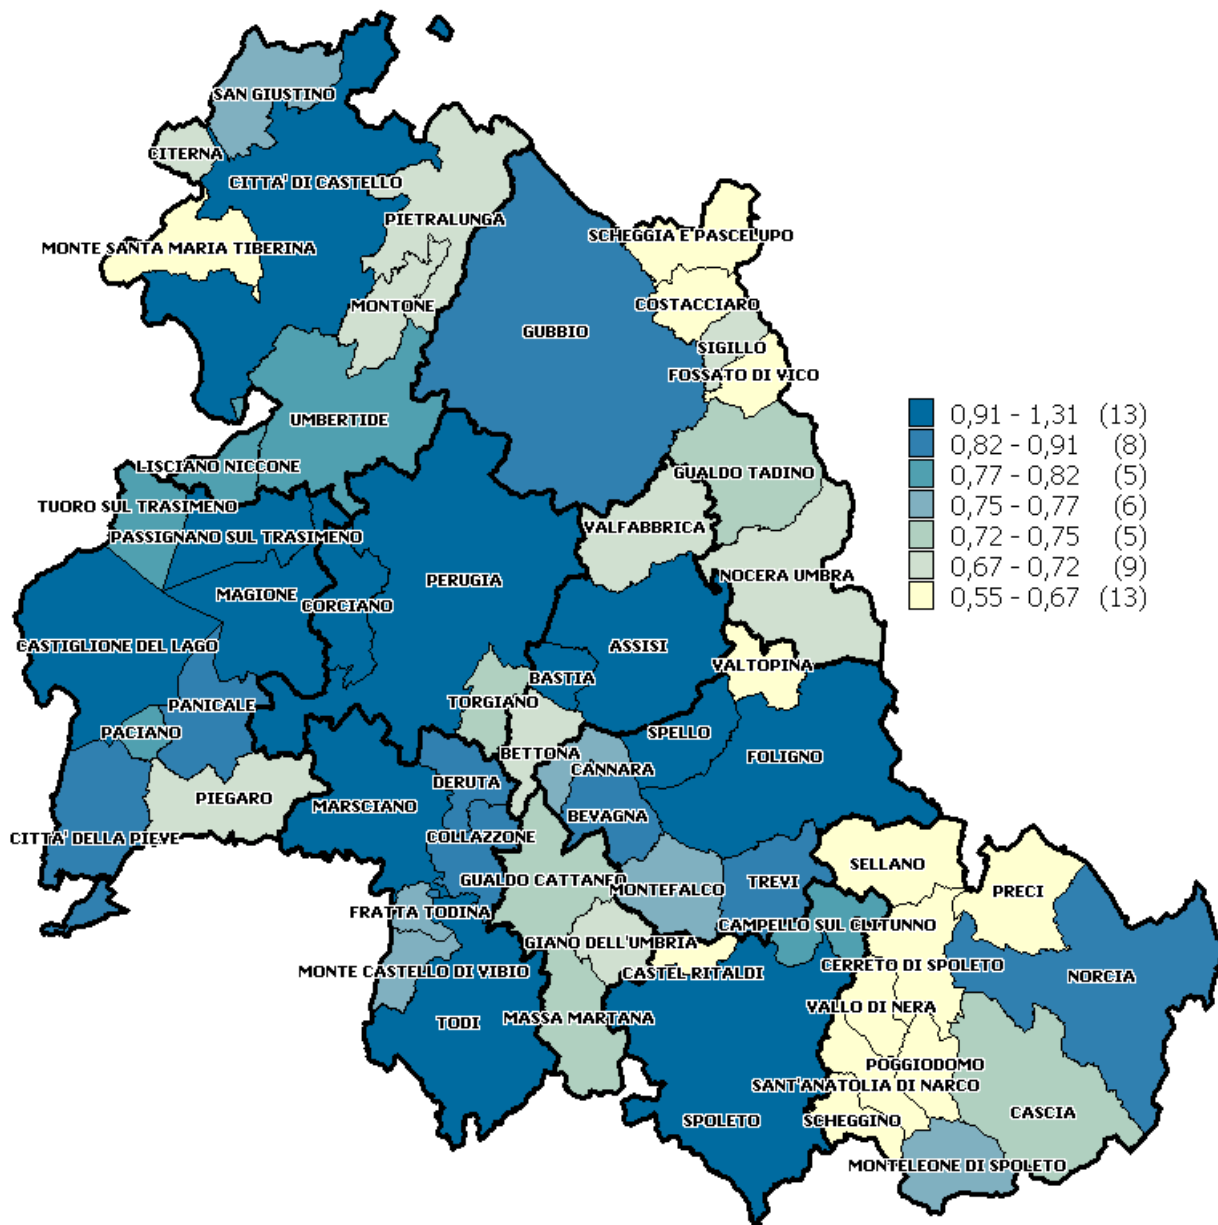 SAN GIUSTINO
CITERNA
CITTA' DI CASTELLO
PIETRALUNGA
SCHEGGIA E PASCELUPO
MONTE SANTA MARIA TIBERINA
MONTONE
COSTACCIARO
GUBBIO
SIGILLO
FOSSATO DI VICO
UMBERTIDE
LISCIANO NICCONE
GUALDO TADINO
TUORO SUL TRASIMENO
PASSIGNANO SUL TRASIMENO
VALFABBRICA
NOCERA UMBRA
PERUGIA
MAGIONE
CORCIANO
CASTIGLIONE DEL LAGO
ASSISI
VALTOPINA
BASTIA
PANICALE
TORGIANO
PACIANO
SPELLO
BETTONA
FOLIGNO
CANNARA
DERUTA
PIEGARO
MARSCIANO
BEVAGNA
CITTA' DELLA PIEVE
COLLAZZONE
SELLANO
GUALDO CATTANEO
MONTEFALCO
TREVI
PRECI
FRATTA TODINA
CAMPELLO SUL CLITUNNO
GIANO DELL'UMBRIA
MONTE CASTELLO DI VIBIO
CASTEL RITALDI
CERRETO DI SPOLETO
NORCIA
VALLO DI NERA
TODI
MASSA MARTANA
POGGIODOMO
SANT'ANATOLIA DI NARCO
SPOLETO
SCHEGGINO
CASCIA
MONTELEONE DI SPOLETO
0,91 - 1,31 (13)
0,82 - 0,91 (8)
0,77 - 0,82 (5)
0,75 - 0,77 (6)
0,72 - 0,75 (5)
0,67 - 0,72 (9)
0,55 - 0,67 (13)